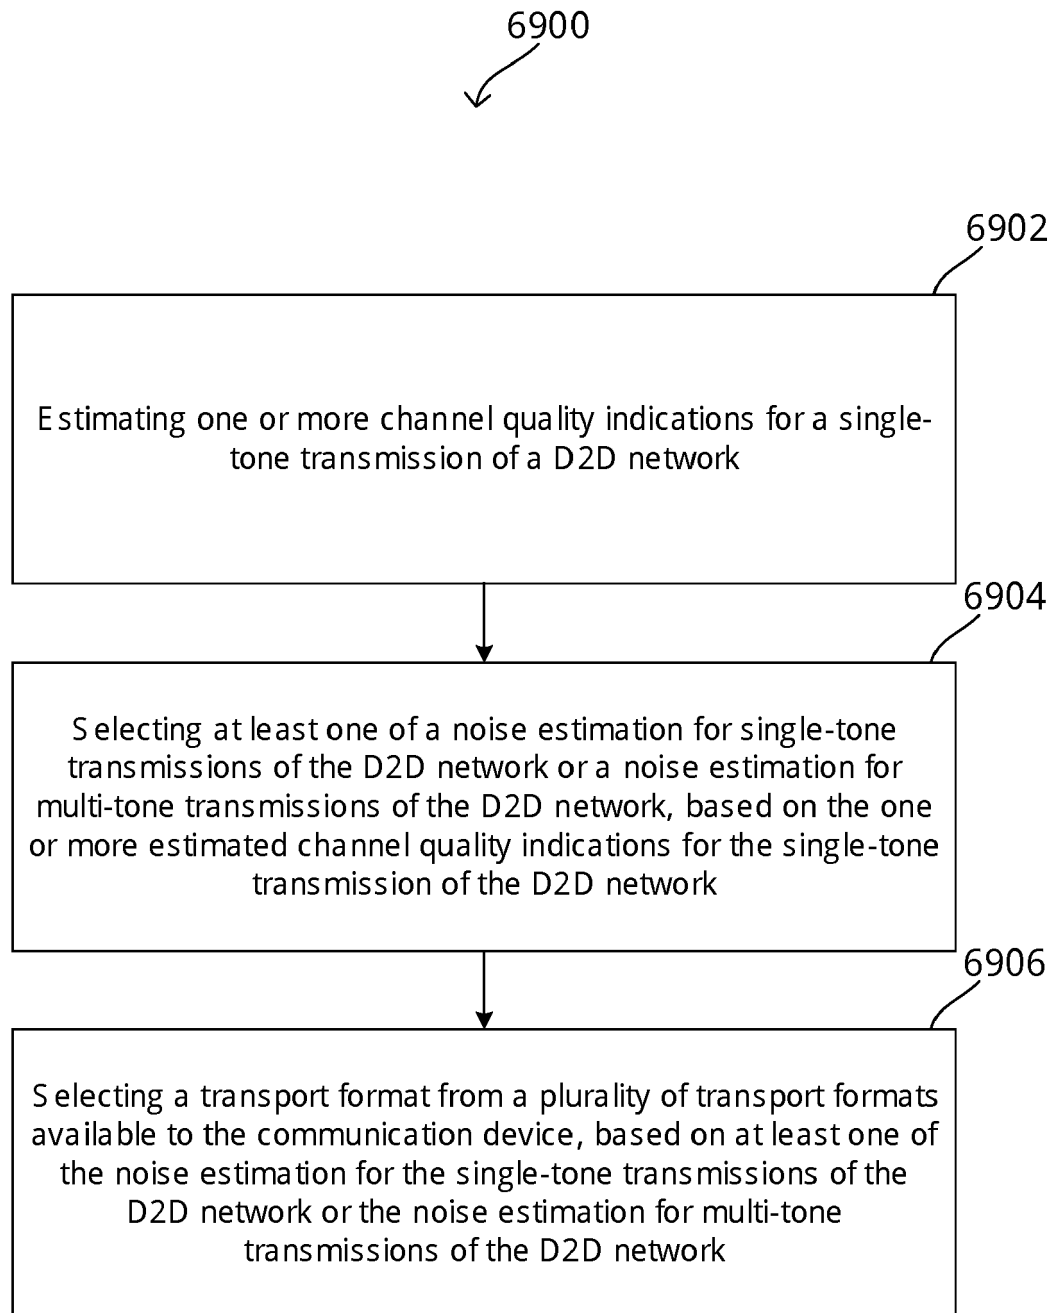 6900
6902
Estimating one or more channel quality indications for a single-
tone transmission of a D2D network
6904
Selecting at least one of a noise estimation for single-tone
transmissions of the D2D network or a noise estimation for
multi-tone transmissions of the D2D network, based on the one
or more estimated channel quality indications for the single-tone
transmission of the D2D network
6906
Selecting a transport format from a plurality of transport formats
available to the communication device, based on at least one of
the noise estimation for the single-tone transmissions of the
D2D network or the noise estimation for multi-tone
transmissions of the D2D network